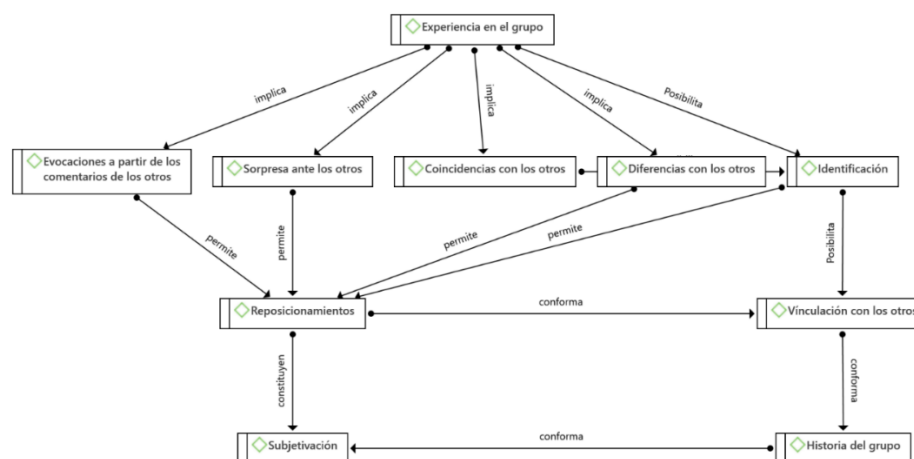 Experiencia en el grupo
implica
implica
implica
implica
Posibilita
Evocaciones a partir de los
comentarios de los otros
Sorpresa ante los otros
Coincidencias con los otros
Diferencias con los otros
Identificación
permite
permite
permite
permite
Posibilita
Reposicionamientos
conforma
Vinculación con los otros
constituyen
conforma
Subjetivación
conforma
Historia del grupo